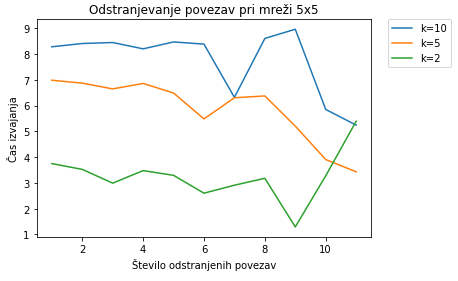 Odstranjevanje povezav pri mreži 5x5
k=10
k=5
k=2
Čas izvajanja
9
8
7
6
5
4
3
2
1
2 4 6 8 10
Število odstranjenih povezav